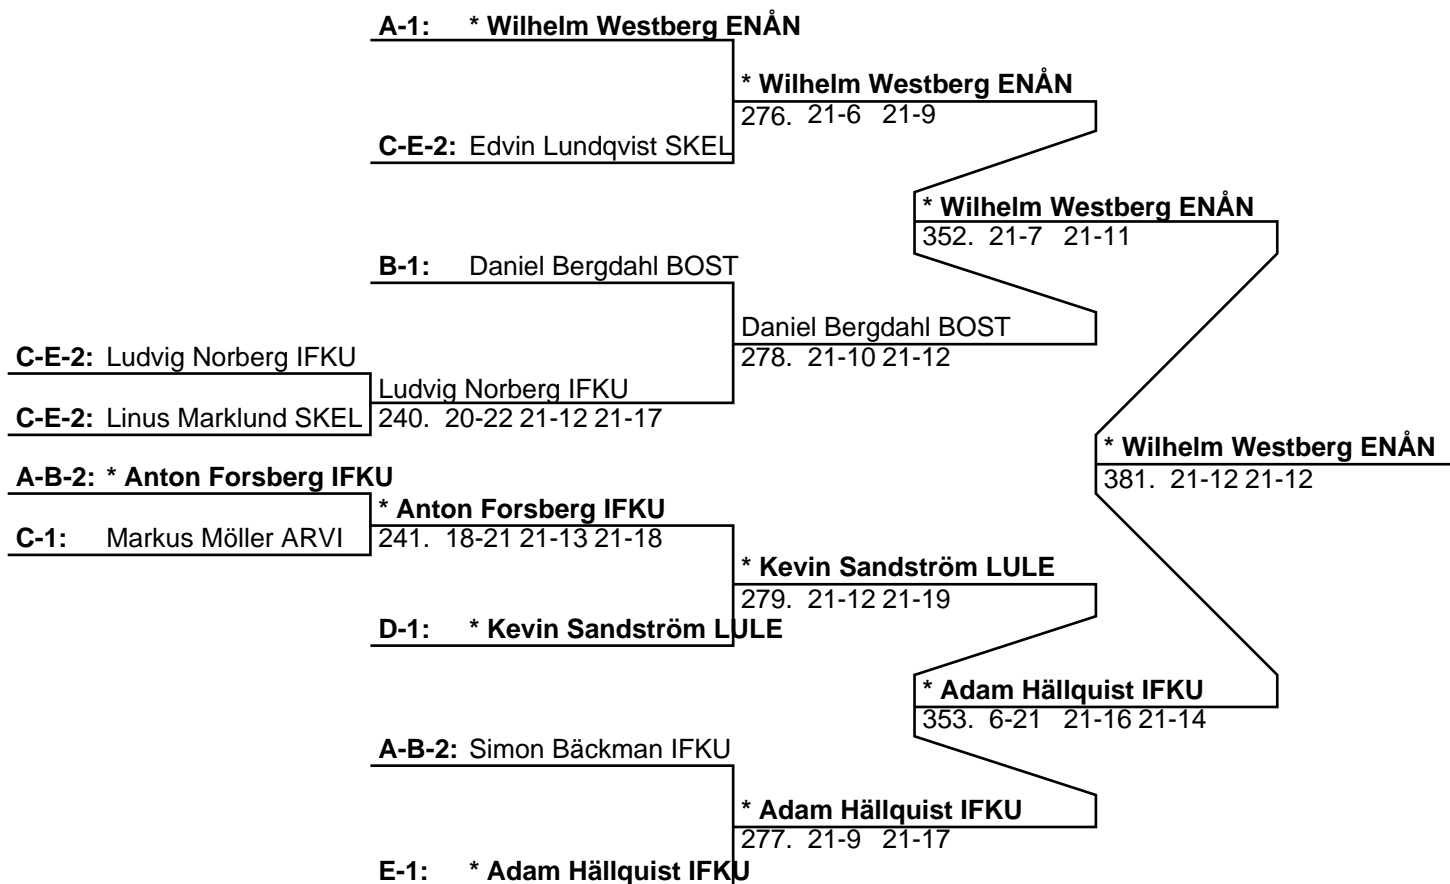 A-1: * Wilhelm Westberg ENÅN
* Wilhelm Westberg ENÅN
276. 21-6 21-9
C-E-2: Edvin Lundqvist SKEL
* Wilhelm Westberg ENÅN
352. 21-7 21-11
B-1: Daniel Bergdahl BOST
Daniel Bergdahl BOST
278. 21-10 21-12
C-E-2: Ludvig Norberg IFKU
Ludvig Norberg IFKU
240. 20-22 21-12 21-17
C-E-2: Linus Marklund SKEL
* Wilhelm Westberg ENÅN
381. 21-12 21-12
A-B-2: * Anton Forsberg IFKU
* Anton Forsberg IFKU
241. 18-21 21-13 21-18
C-1: Markus Möller ARVI
* Kevin Sandström LULE
279. 21-12 21-19
D-1: * Kevin Sandström LULE
* Adam Hällquist IFKU
353. 6-21 21-16 21-14
A-B-2: Simon Bäckman IFKU
* Adam Hällquist IFKU
277. 21-9 21-17
E-1: * Adam Hällquist IFKU